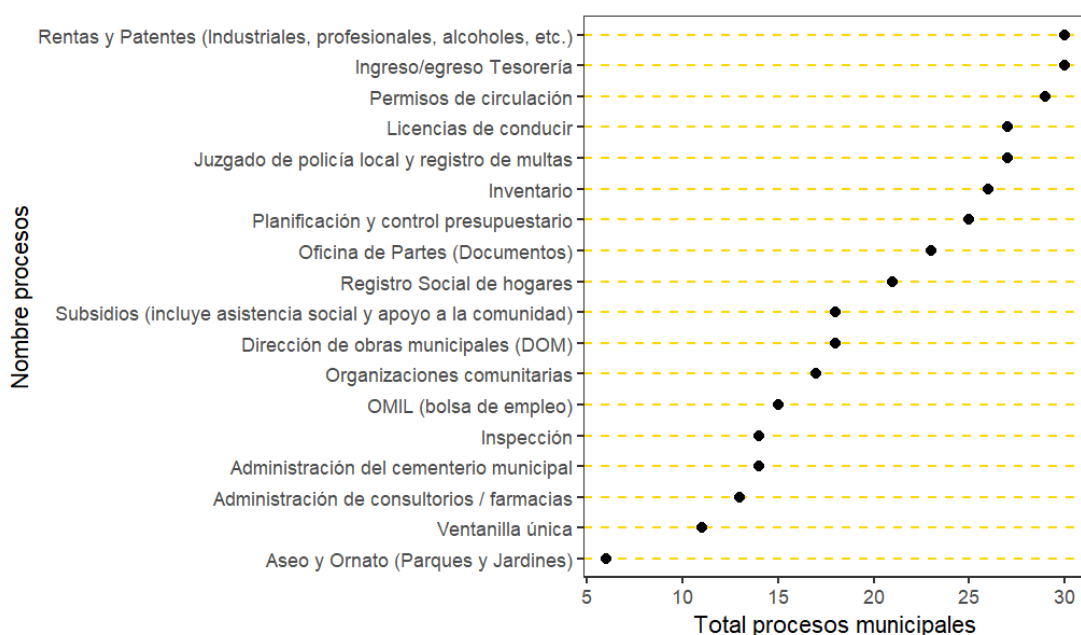 Rentas y Patentes (Industriales, profesionales, alcoholes, etc.)
Ingreso/egreso Tesorería
Permisos de circulación
Licencias de conducir
Juzgado de policía local y registro de multas
Inventario
Planificación y control presupuestario
Oficina de Partes (Documentos)
Registro Social de hogares
Subsidios (incluye asistencia social y apoyo a la comunidad)
Dirección de obras municipales (DOM)
Organizaciones comunitarias
OMIL (bolsa de empleo)
Inspección
Administración del cementerio municipal
Administración de consultorios / farmacias
Ventanilla única
Aseo y Ornato (Parques y Jardines)
Nombre procesos
5 10 15 20 25 30
Total procesos municipales